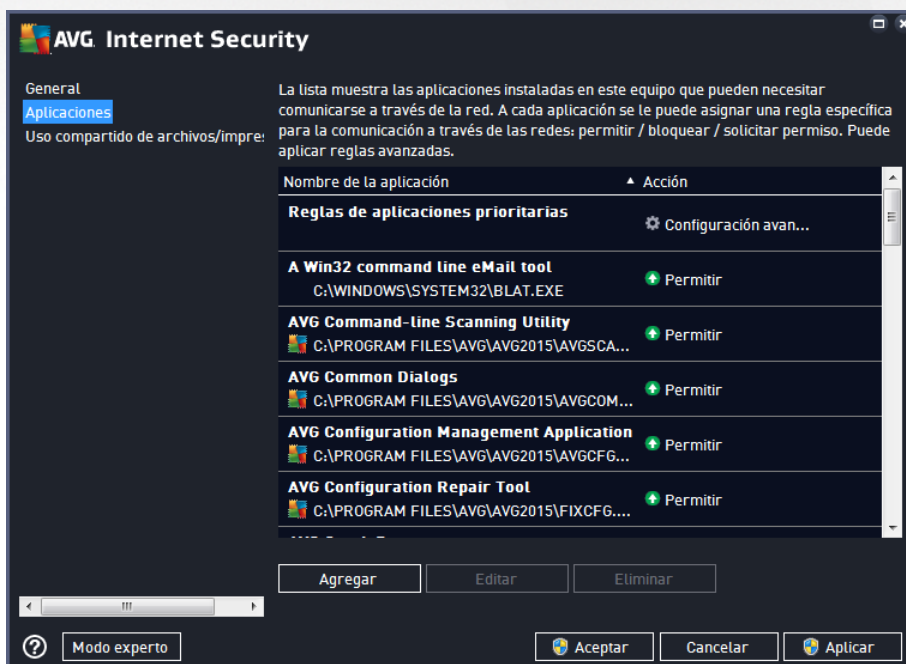 AVG Internet Security
General
Aplicaciones
Uso compartido de archivos/impre
La lista muestra las aplicaciones instaladas en este equipo que pueden necesitar
comunicarse a través de la red. A cada aplicación se le puede asignar una regla específica
para la comunicación a través de las redes: permitir / bloquear / solicitar permiso. Puede
aplicar reglas avanzadas.
Nombre de la aplicación Acción
Reglas de aplicaciones prioritarias
Configuración avan...
A Win32 command line eMail tool
C:\WINDOWS\SYSTEM32\BLAT.EXE
Permitir
AVG Command-line Scanning Utility
C:\PROGRAM FILES\AVG\AVG2015\AVGSCA...
Permitir
AVG Common Dialogs
C:\PROGRAM FILES\AVG\AVG2015\AVGCOM...
Permitir
AVG Configuration Management Application
C:\PROGRAM FILES\AVG\AVG2015\AVGCFG...
Permitir
AVG Configuration Repair Tool
C:\PROGRAM FILES\AVG\AVG2015\FIXCFG....
Permitir
Agregar Editar Eliminar
? Modo experto Aceptar Cancelar Aplicar